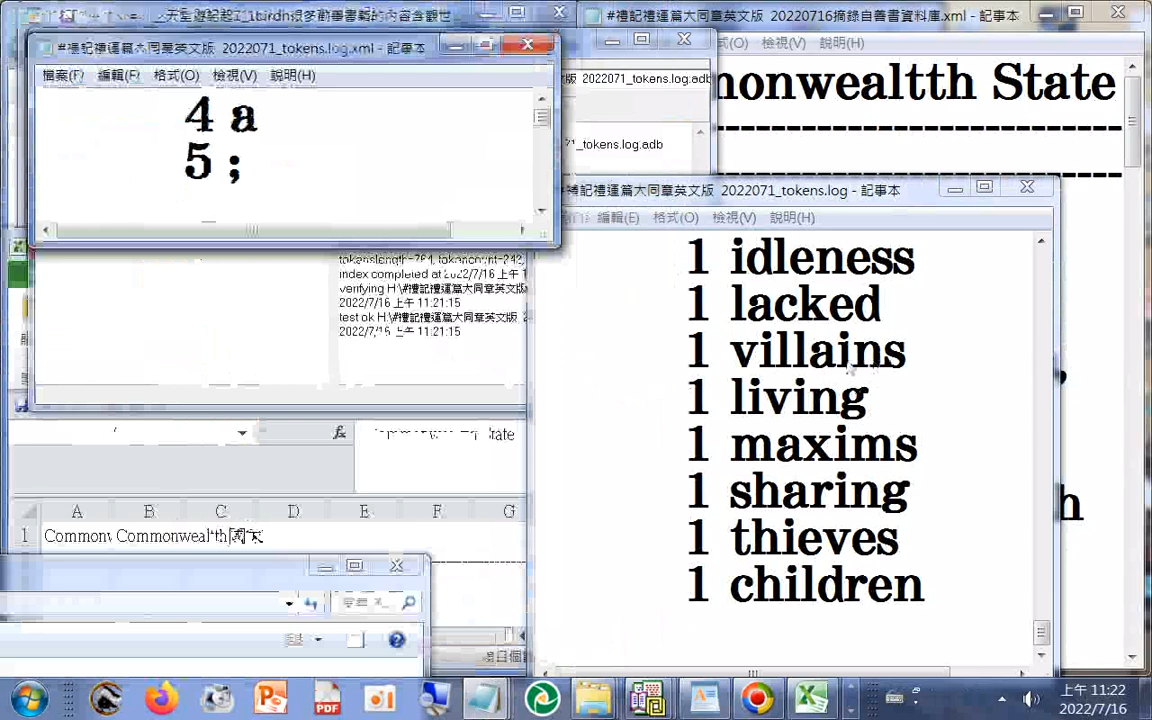 #禮記禮運篇大同章英文版 20220716摘錄自善書資料庫.xml - 記事本
檢視(V) 說明(H)
monwealtth State
#禮記禮運篇大同章英文版 2022071_tokens.log.xml - 記事本
檔案(F) 編輯(E) 格式(O) 檢視(V) 說明(H)
4 a
5 ;
2022071_tokens.log.adb
_tokens.log.adb
禮記禮運篇大同章英文版 2022071_tokens.log - 記事本
編輯(E) 格式(O) 檢視(V) 說明(H)
1 idleness
1 lacked
1 villains
1 living
1 maxims
1 sharing
1 thieves
1 children
index completed at 2022/7/16 上午 1
verifying H:\#禮記禮運篇大同章英文版
2022/7/16 上午 11:21:15
test ok H:\#禮記禮運篇大同章英文版
2022/7/16 上午 11:21:15
fx
A B C D E F G
1 Common Commonwealth
上午 11:22
2022/7/16